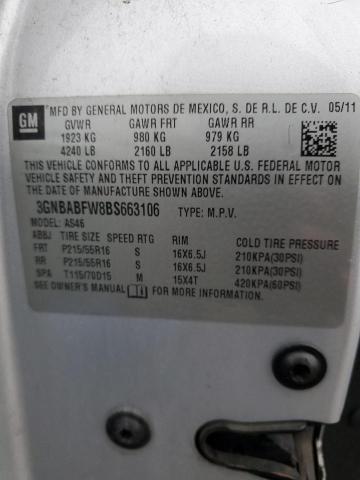 GM
MFD BY GENERAL MOTORS DE MEXICO, S. DE R.L. DE C.V. 05/11
GVWR GAWR FRT GAWR RR
1923 KG 980 KG 979 KG
4240 LB 2160 LB 2158 LB
THIS VEHICLE CONFORMS TO ALL APPLICABLE U.S. FEDERAL MOTOR
VEHICLE SAFETY AND THEFT PREVENTION STANDARDS IN EFFECT
ON THE DATE OF MANUFACTURE SHOWN ABOVE.
3GNBABFW8BS663106 TYPE: M.P.V.
MODEL: AS46
ABBJ TIRE SIZE SPEED RTG RIM COLD TIRE PRESSURE
FRT P215/55R16 S 16X6.5J 210KPA(30PSI)
RR P215/55R16 S 16X6.5J 210KPA(30PSI)
SPA T115/70D15 M 15X4T 420KPA(60PSI)
SEE OWNER'S MANUAL FOR MORE INFORMATION.